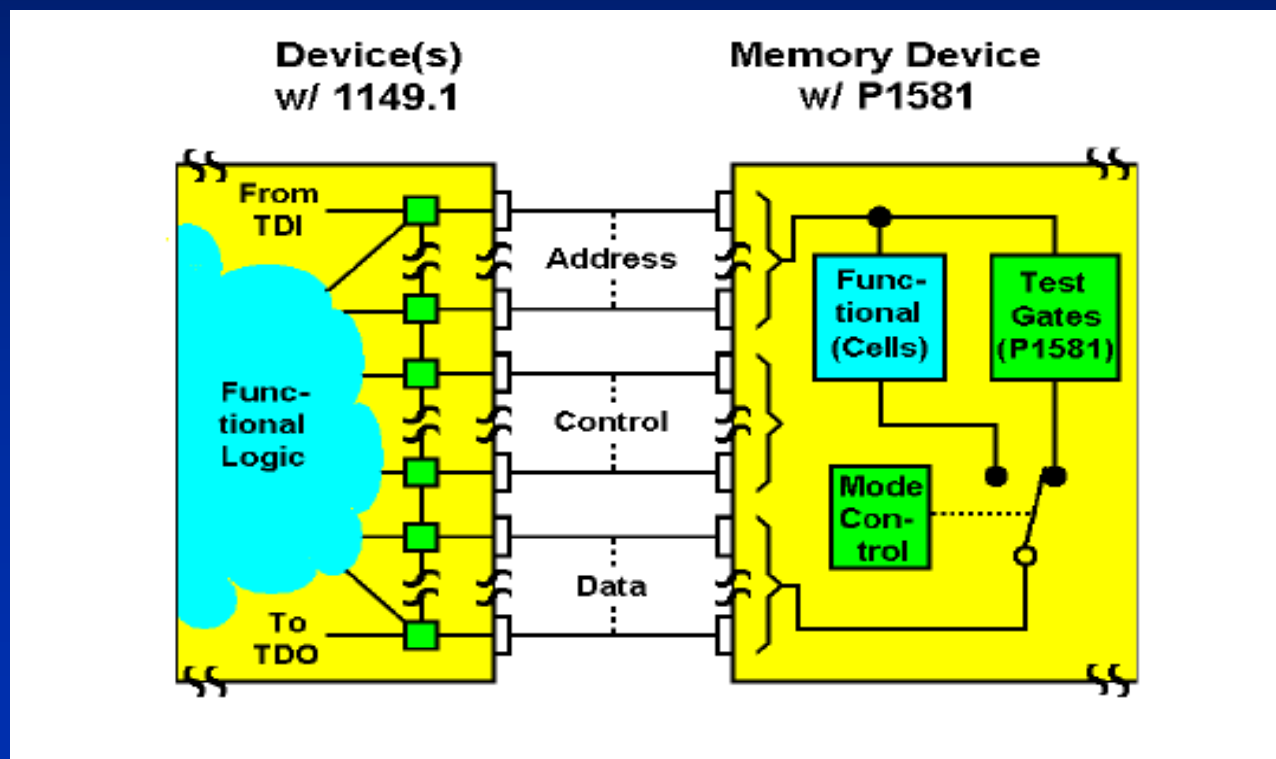 Device(s)
w/ 1149.1
Memory Device
w/ P1581
From
TDI
Func-
tional
Logic
To
TDO
Address
Control
Data
Func-
tional
(Cells)
Test
Gates
(P1581)
Mode
Con-
trol